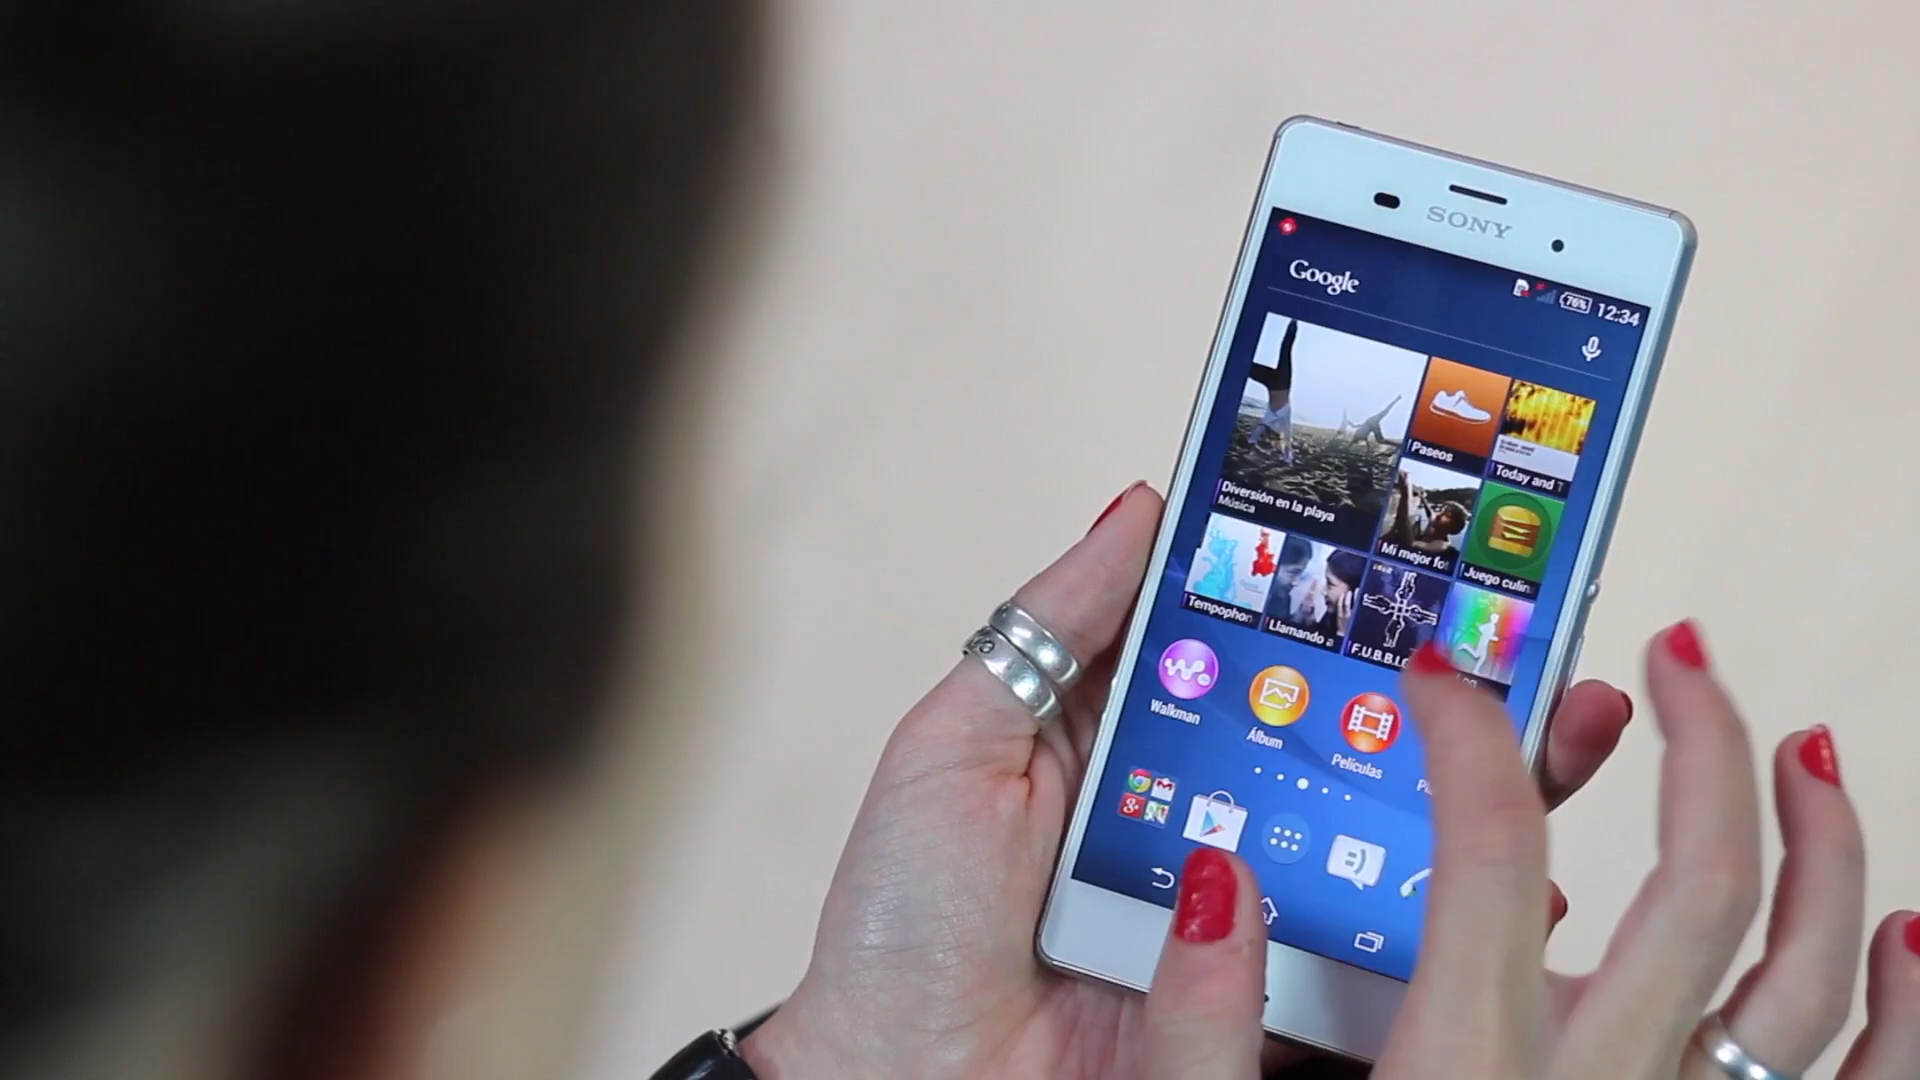 SONY
76% 12:34
Google
Diversión en la playa
Música
Paseos
Today and T
Mi mejor fo
Juego culin
Tempophon
Llamando a
F.U.B.B.
Walkman
Álbum
Películas